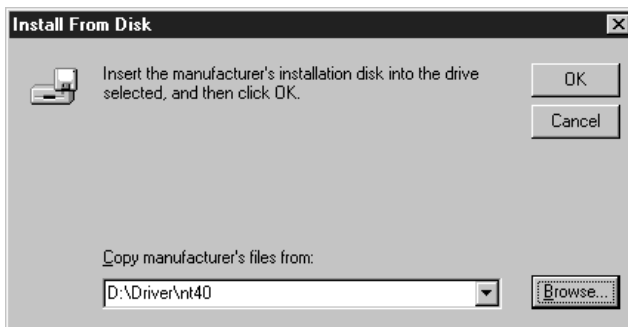 Install From Disk
Insert the manufacturer's installation disk into the drive
selected, and then click OK.
OK
Cancel
Copy manufacturer's files from:
D:\Driver\nt40
Browse...